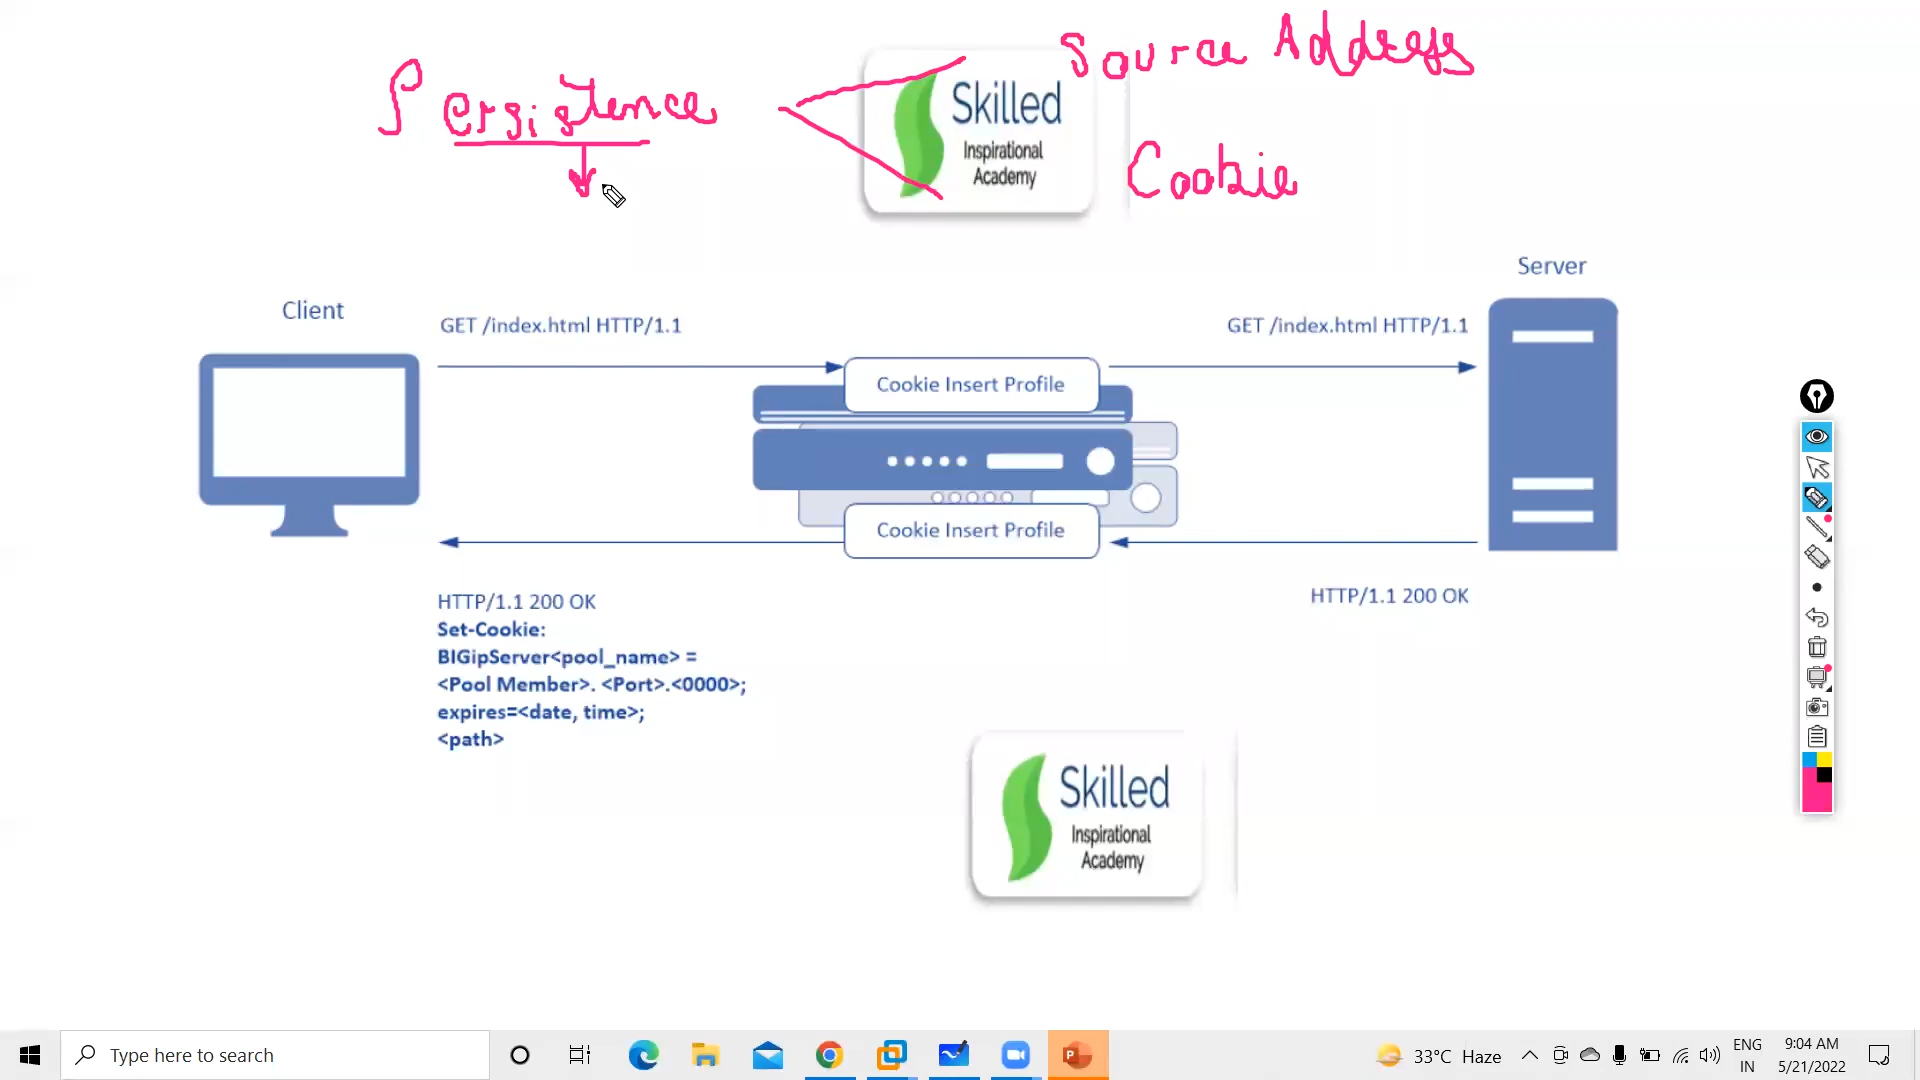 Persistence
Source Address
Cookie
Skilled
Inspirational
Academy
Client
Server
GET /index.html HTTP/1.1
GET /index.html HTTP/1.1
Cookie Insert Profile
Cookie Insert Profile
HTTP/1.1 200 OK
Set-Cookie:
BIGipServer<pool_name> =
<Pool Member>. <Port>.<0000>;
expires=<date, time>;
<path>
HTTP/1.1 200 OK
Skilled
Inspirational
Academy
Type here to search
33°C Haze
ENG
IN
9:04 AM
5/21/2022